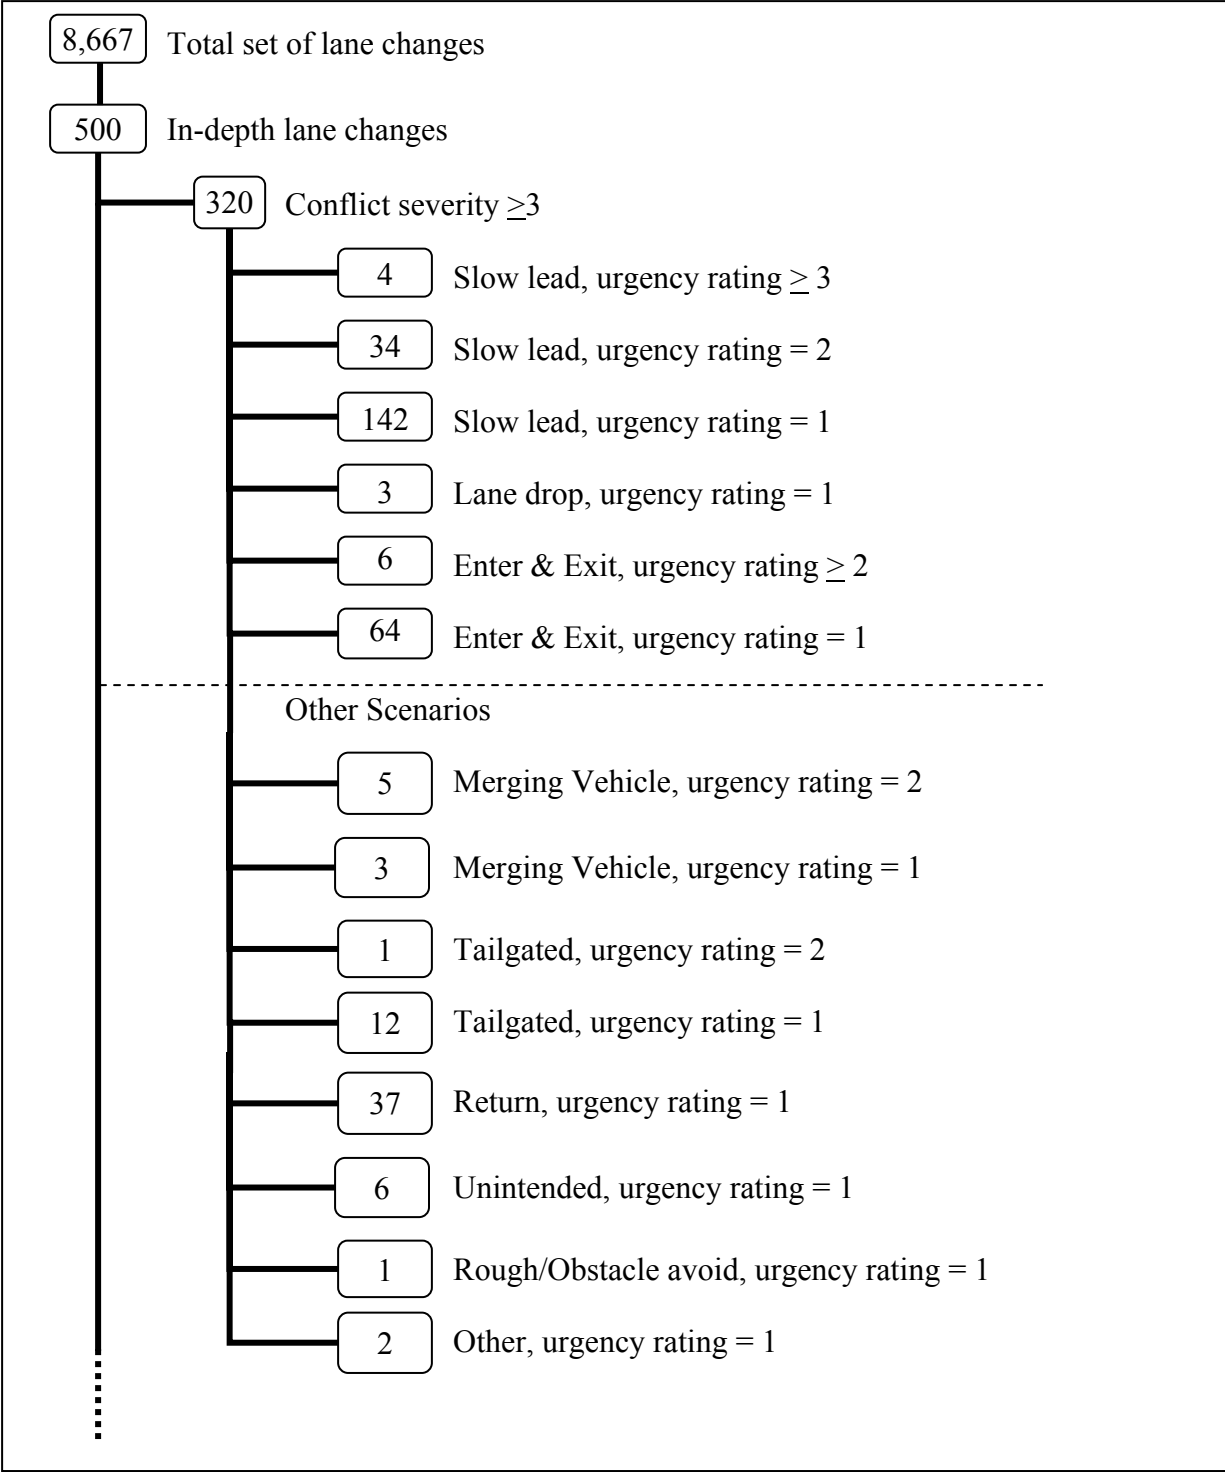 8,667 Total set of lane changes
500 In-depth lane changes
320 Conflict severity ≥3
4 Slow lead, urgency rating ≥ 3
34 Slow lead, urgency rating = 2
142 Slow lead, urgency rating = 1
3 Lane drop, urgency rating = 1
6 Enter & Exit, urgency rating ≥ 2
64 Enter & Exit, urgency rating = 1
Other Scenarios
5 Merging Vehicle, urgency rating = 2
3 Merging Vehicle, urgency rating = 1
1 Tailgated, urgency rating = 2
12 Tailgated, urgency rating = 1
37 Return, urgency rating = 1
6 Unintended, urgency rating = 1
1 Rough/Obstacle avoid, urgency rating = 1
2 Other, urgency rating = 1